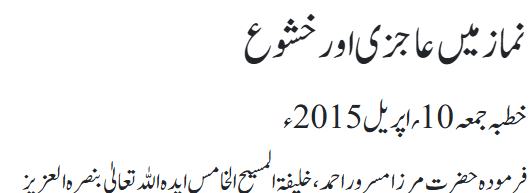 نماز میں عاجزی اور خشوع
خطبہ جمعہ 10؍اپریل 2015ء
فرمودہ حضرت مرزا مسرور احمد، خلیفۃ المسیح الخامس ایدہ اللہ تعالیٰ بنصرہ العزیز